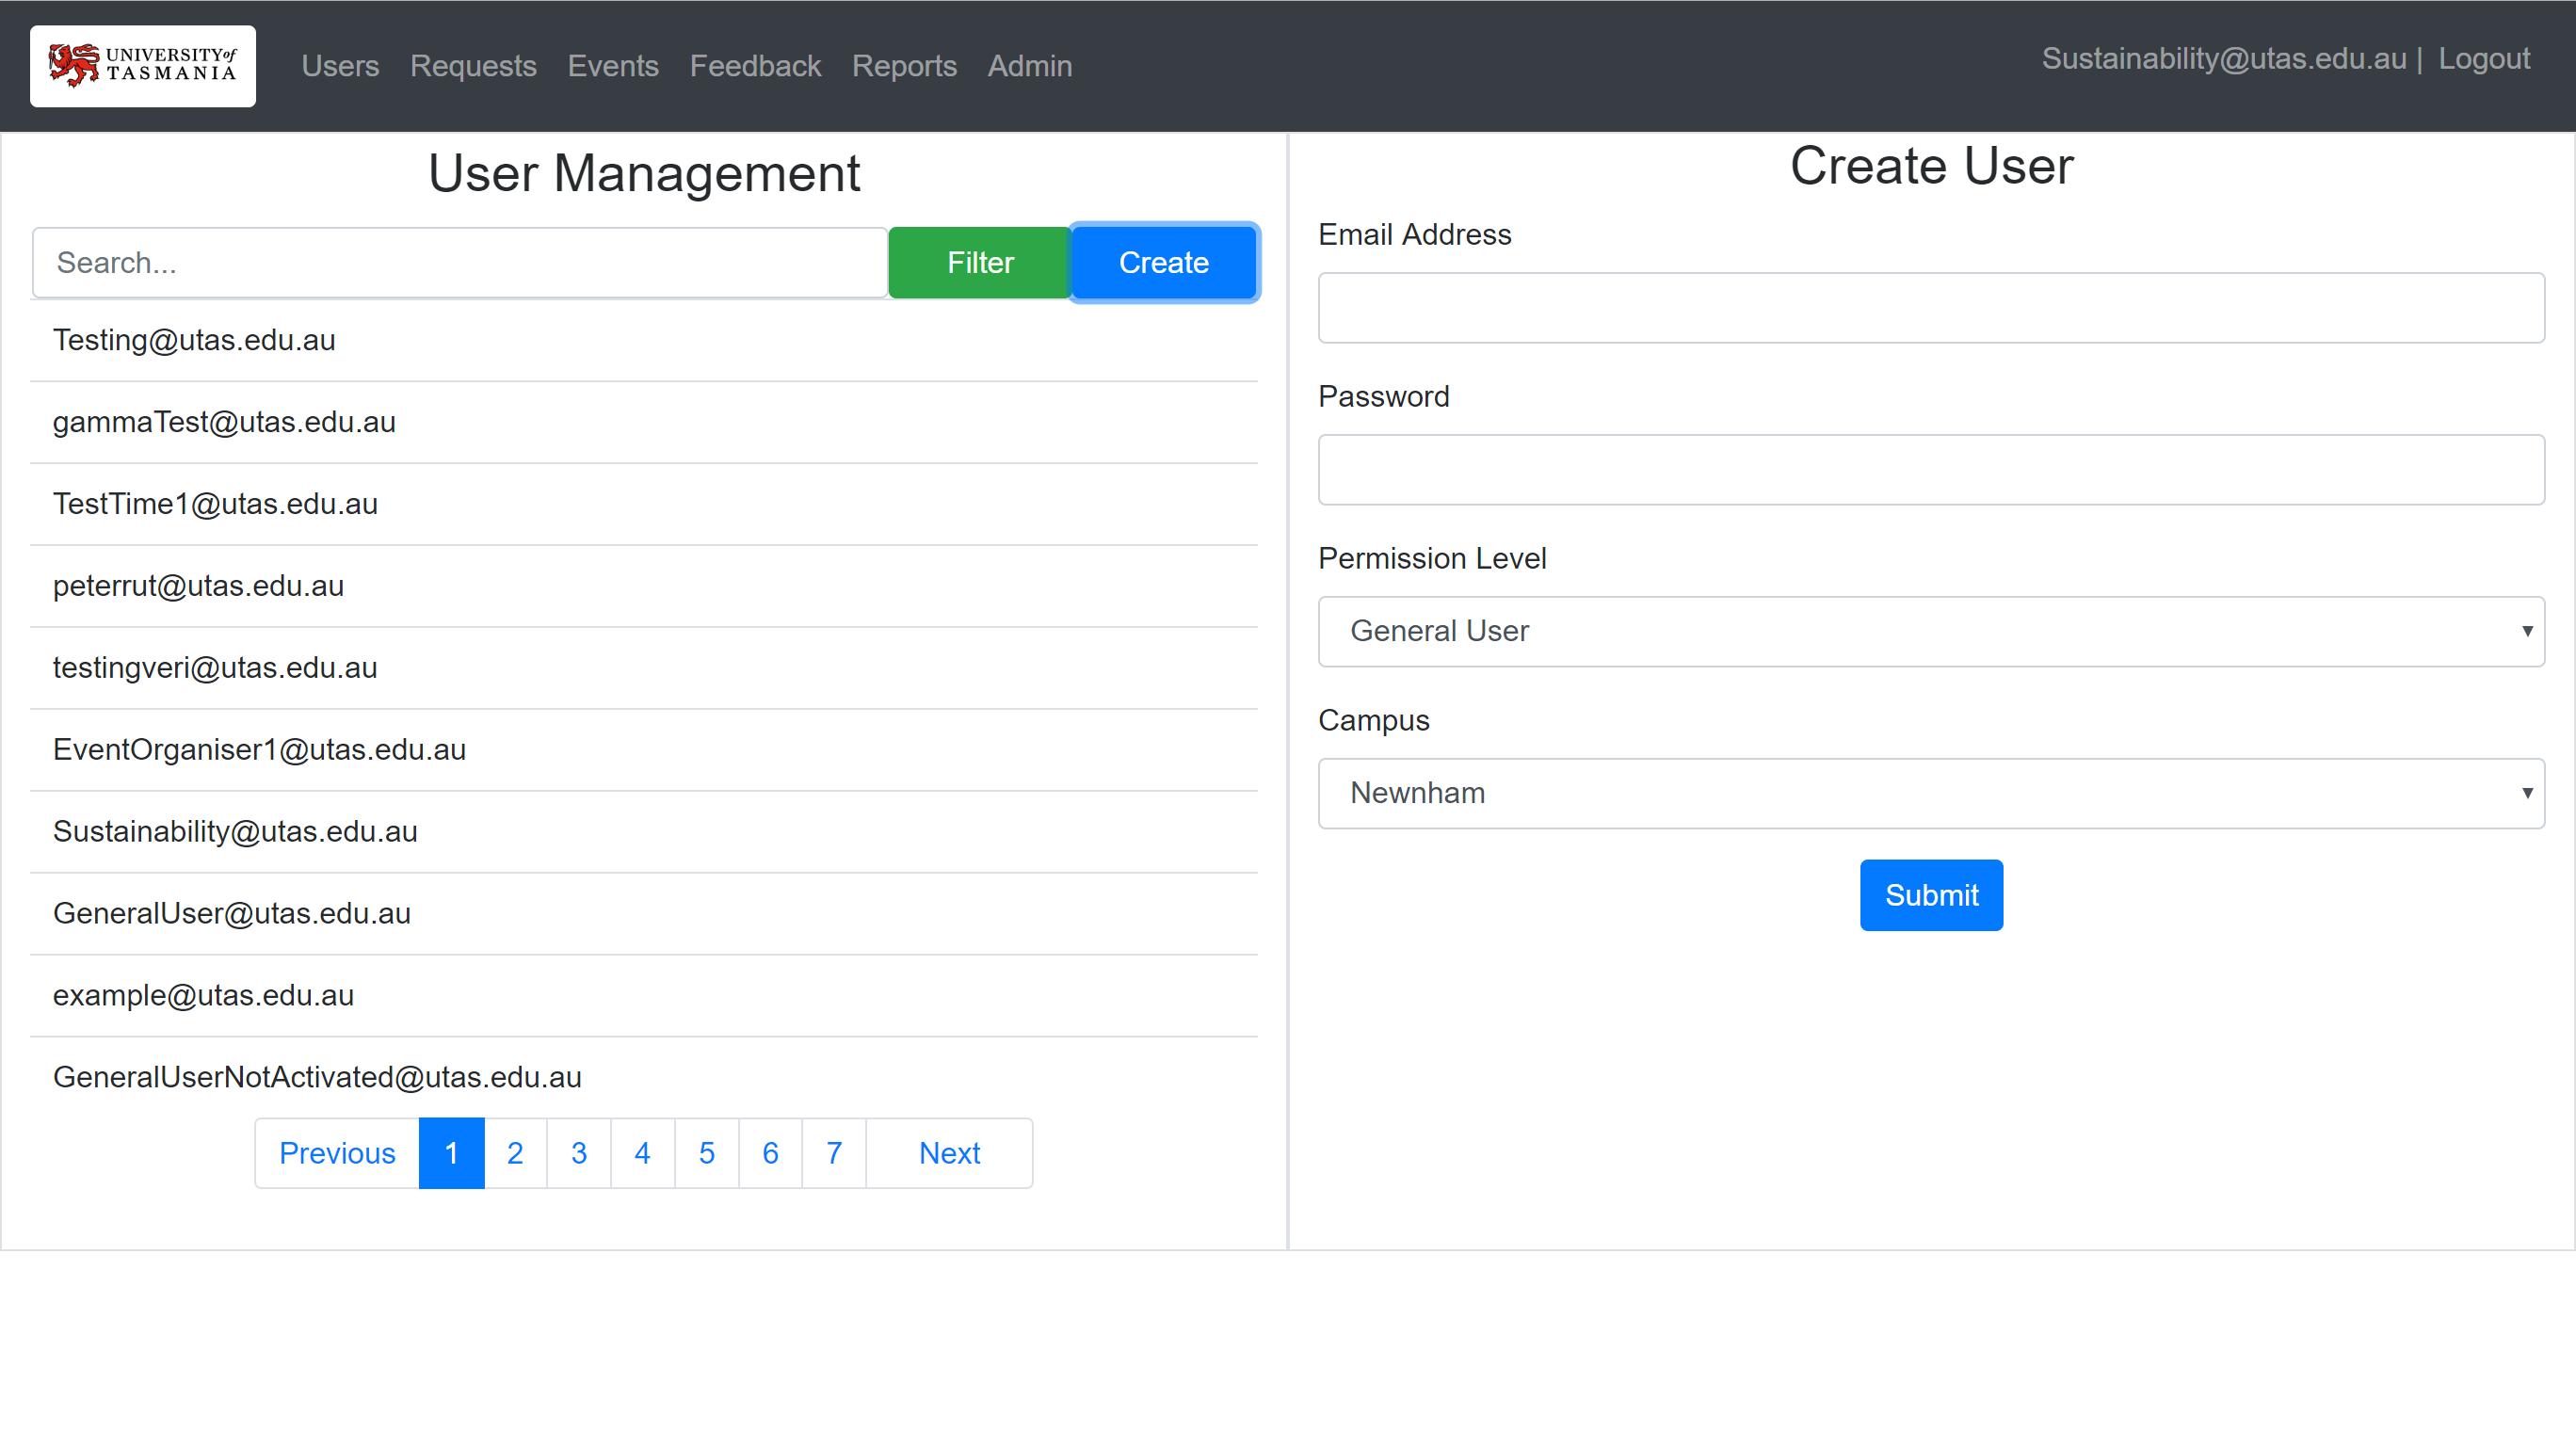 UNIVERSITY of
TASMANIA
Users Requests Events Feedback Reports Admin
Sustainability@utas.edu.au | Logout
User Management
Search...
Filter
Create
Testing@utas.edu.au
gammaTest@utas.edu.au
TestTime1@utas.edu.au
peterrut@utas.edu.au
testingveri@utas.edu.au
EventOrganiser1@utas.edu.au
Sustainability@utas.edu.au
GeneralUser@utas.edu.au
example@utas.edu.au
GeneralUserNotActivated@utas.edu.au
Previous 1 2 3 4 5 6 7 Next
Create User
Email Address
Password
Permission Level
General User
Campus
Newnham
Submit